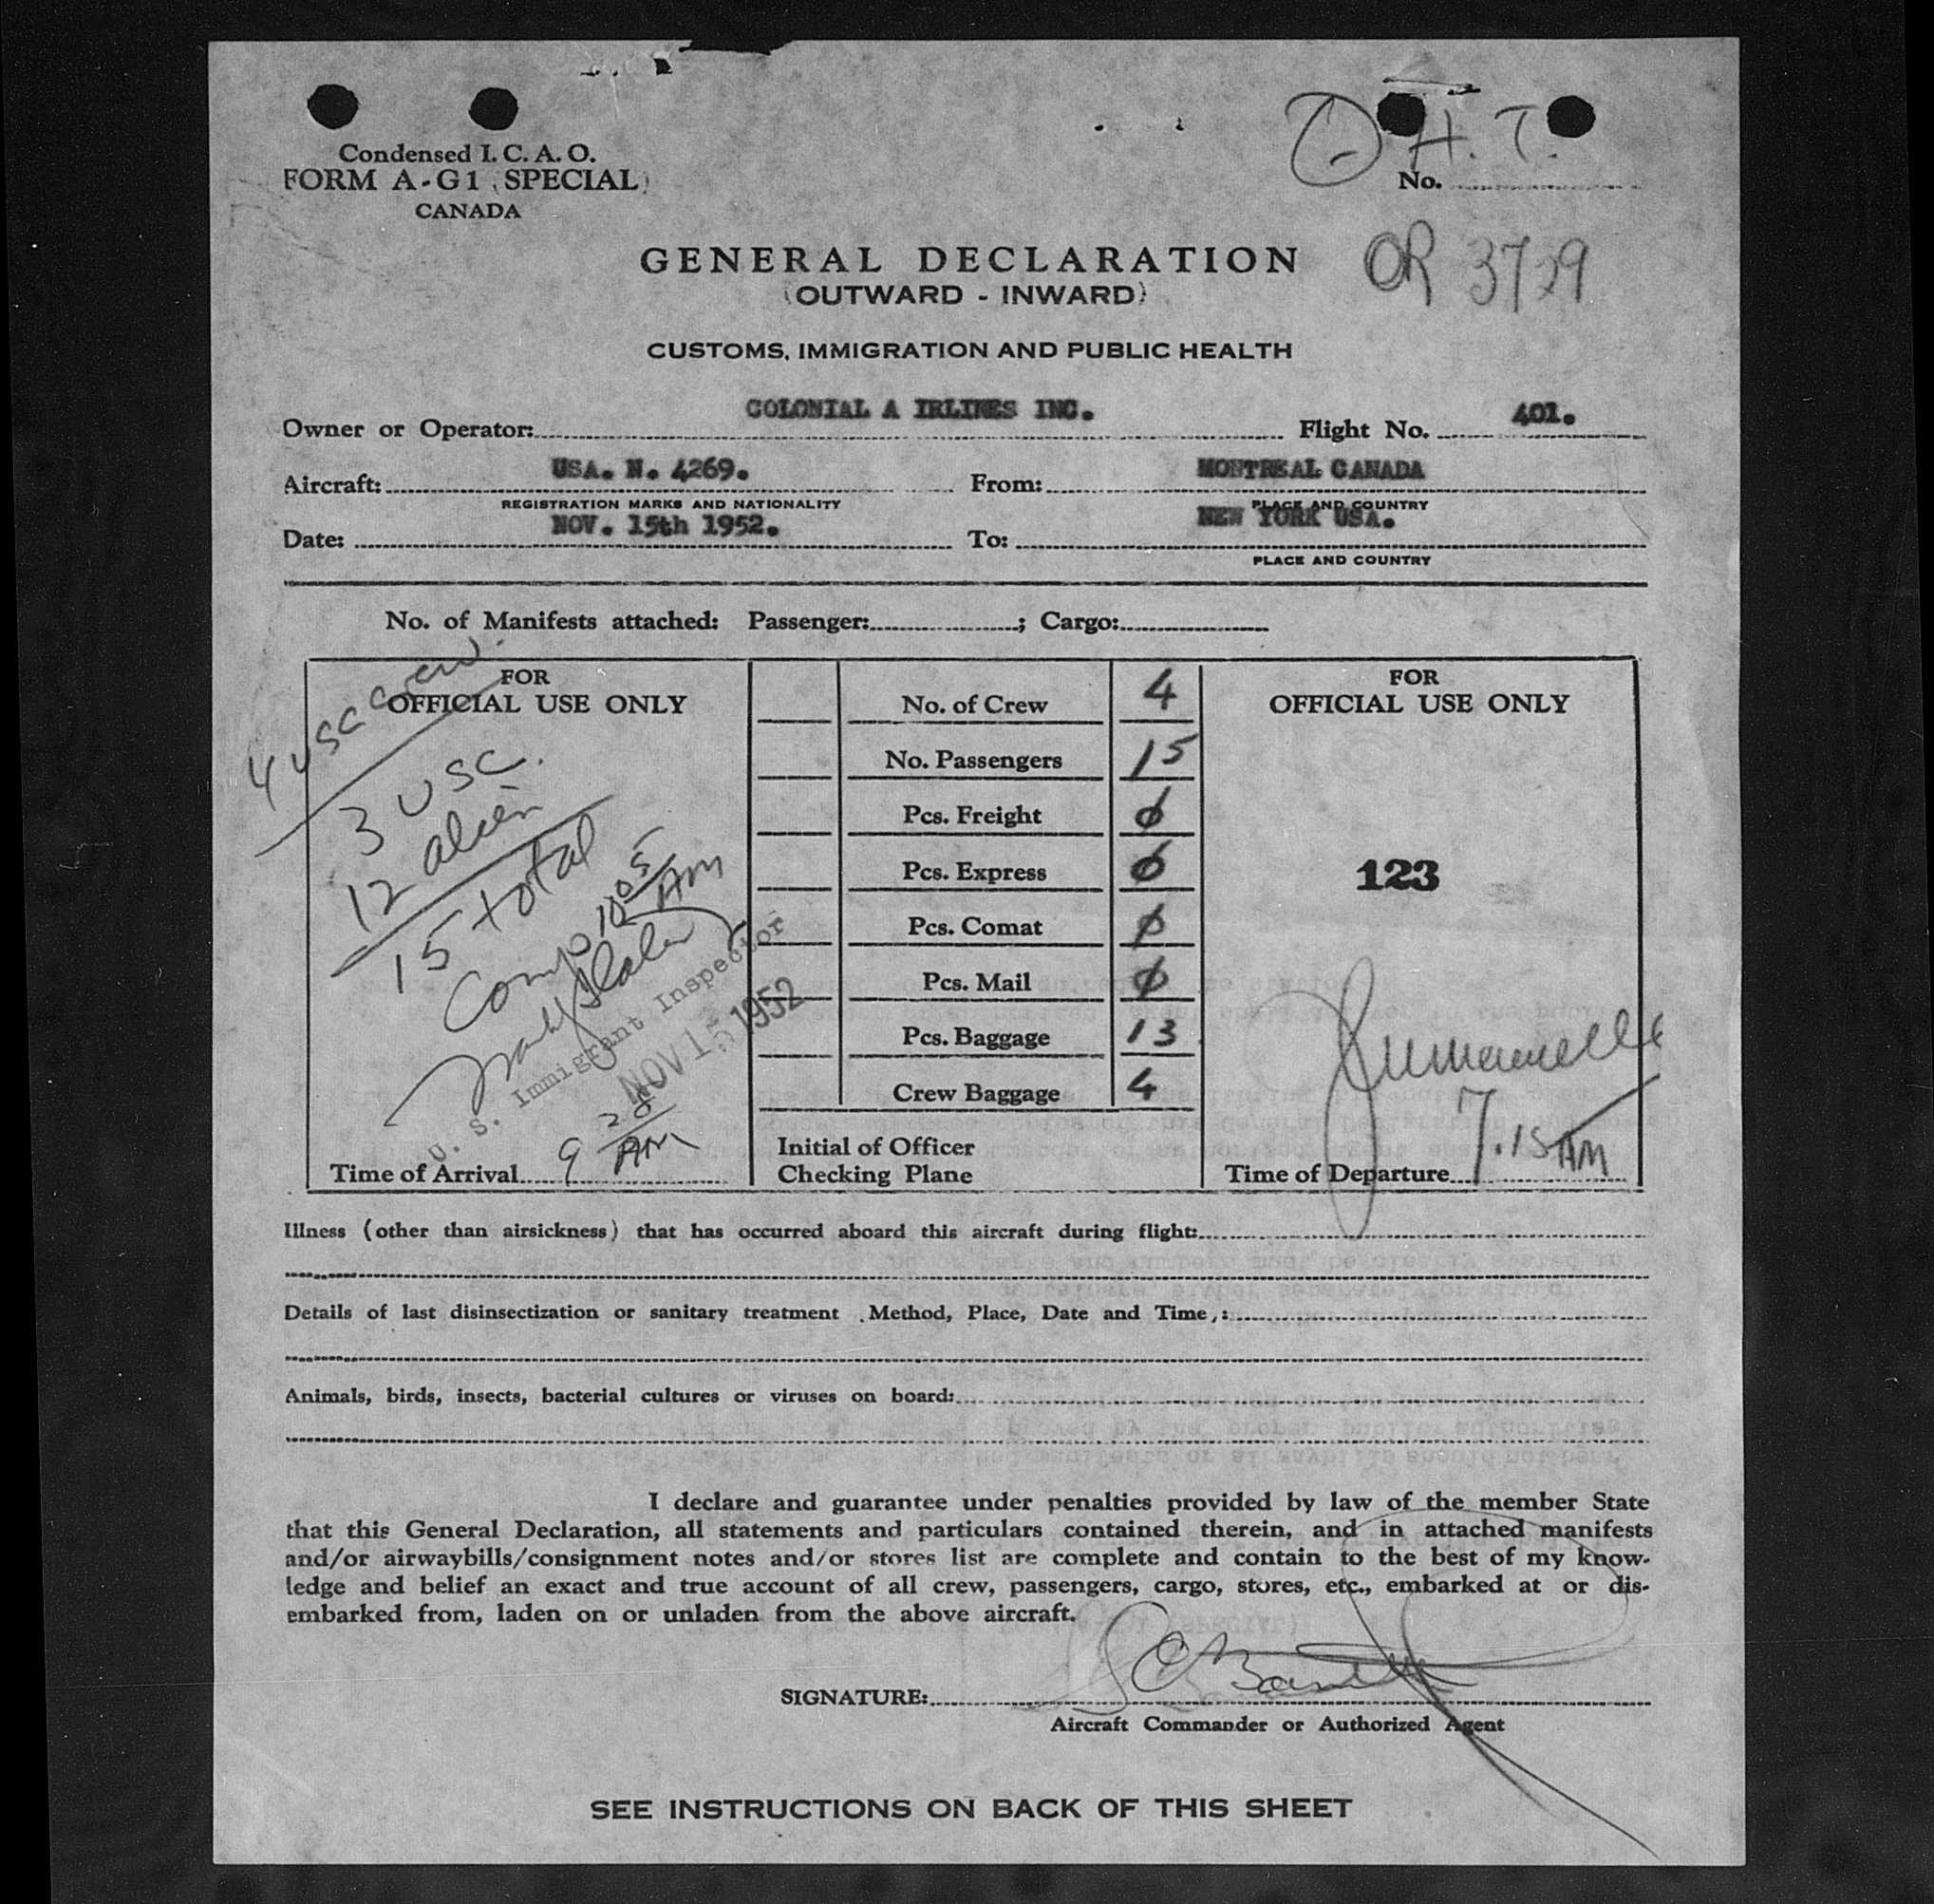 Condensed I. C. A. O.
FORM A-G1 (SPECIAL)
CANADA
1 H. T.
No.
OR 3729
GENERAL DECLARATION
(OUTWARD - INWARD)
CUSTOMS, IMMIGRATION AND PUBLIC HEALTH
Owner or Operator: COLONIAL A IRLINES INC. Flight No. 401.
Aircraft: USA. N. 4269. From: MONTREAL CANADA
REGISTRATION MARKS AND NATIONALITY PLACE AND COUNTRY
Date: NOV. 15th 1952. To: NEW YORK USA.
PLACE AND COUNTRY
No. of Manifests attached: Passenger: ; Cargo:
FOR
OFFICIAL USE ONLY
4 USC Crew.
3 USC.
12 alien
15 total
Comp 10 05 AM
U. S. Immigrant Inspector
NOV 15 1952
Time of Arrival 9 20 AM
No. of Crew 4
No. Passengers 15
Pcs. Freight 0
Pcs. Express 0
Pcs. Comat 0
Pcs. Mail 0
Pcs. Baggage 13
Crew Baggage 4
Initial of Officer
Checking Plane
FOR
OFFICIAL USE ONLY
123
Time of Departure 7.15 AM
Illness (other than airsickness) that has occurred aboard this aircraft during flight:
Details of last disinsectization or sanitary treatment (Method, Place, Date and Time):
Animals, birds, insects, bacterial cultures or viruses on board:
I declare and guarantee under penalties provided by law of the member State
that this General Declaration, all statements and particulars contained therein, and in attached manifests
and/or airwaybills/consignment notes and/or stores list are complete and contain to the best of my know-
ledge and belief an exact and true account of all crew, passengers, cargo, stores, etc., embarked at or dis-
embarked from, laden on or unladen from the above aircraft.
SIGNATURE:
Aircraft Commander or Authorized Agent
SEE INSTRUCTIONS ON BACK OF THIS SHEET